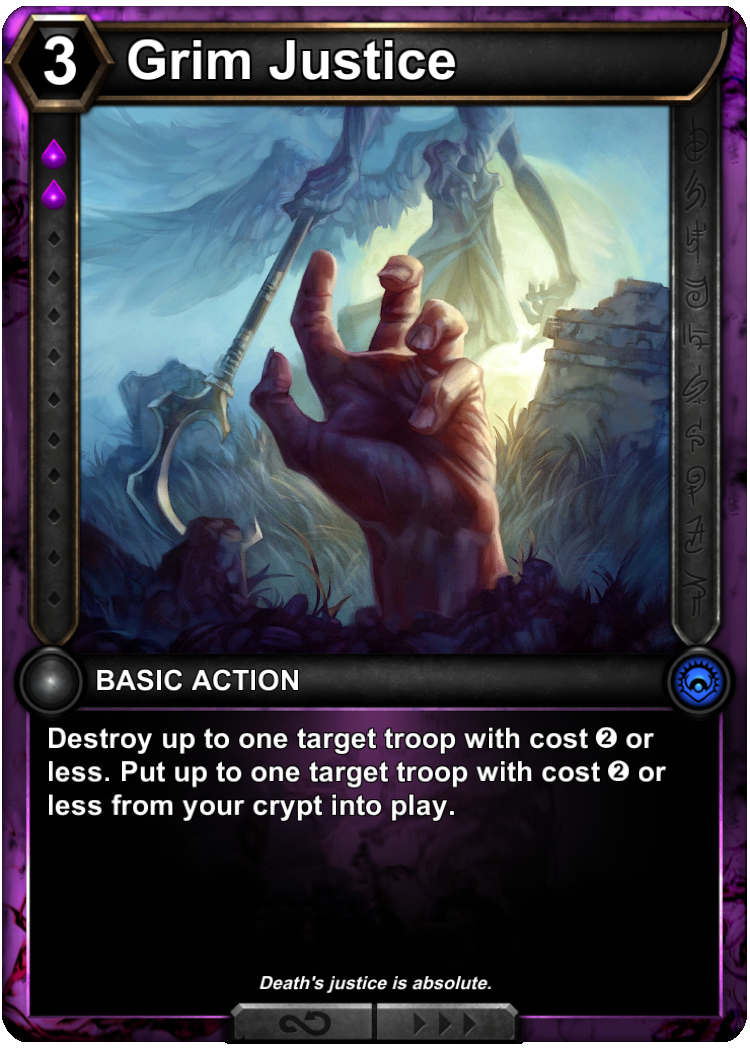 3
Grim Justice
BASIC ACTION
Destroy up to one target troop with cost ❷ or
less. Put up to one target troop with cost ❷ or
less from your crypt into play.
Death's justice is absolute.